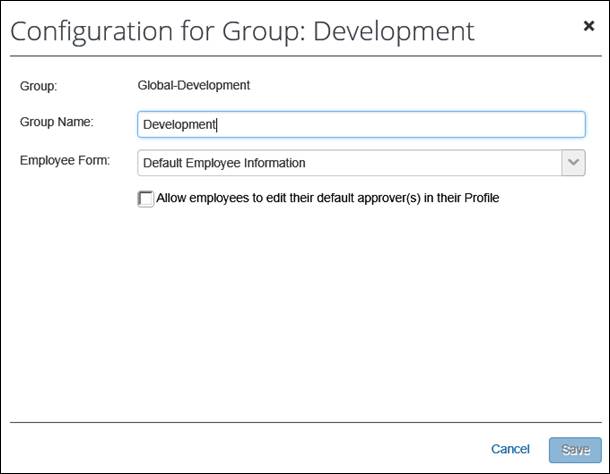 Configuration for Group: Development
Group: Global-Development
Group Name: Development
Employee Form: Default Employee Information
Allow employees to edit their default approver(s) in their Profile
Cancel Save